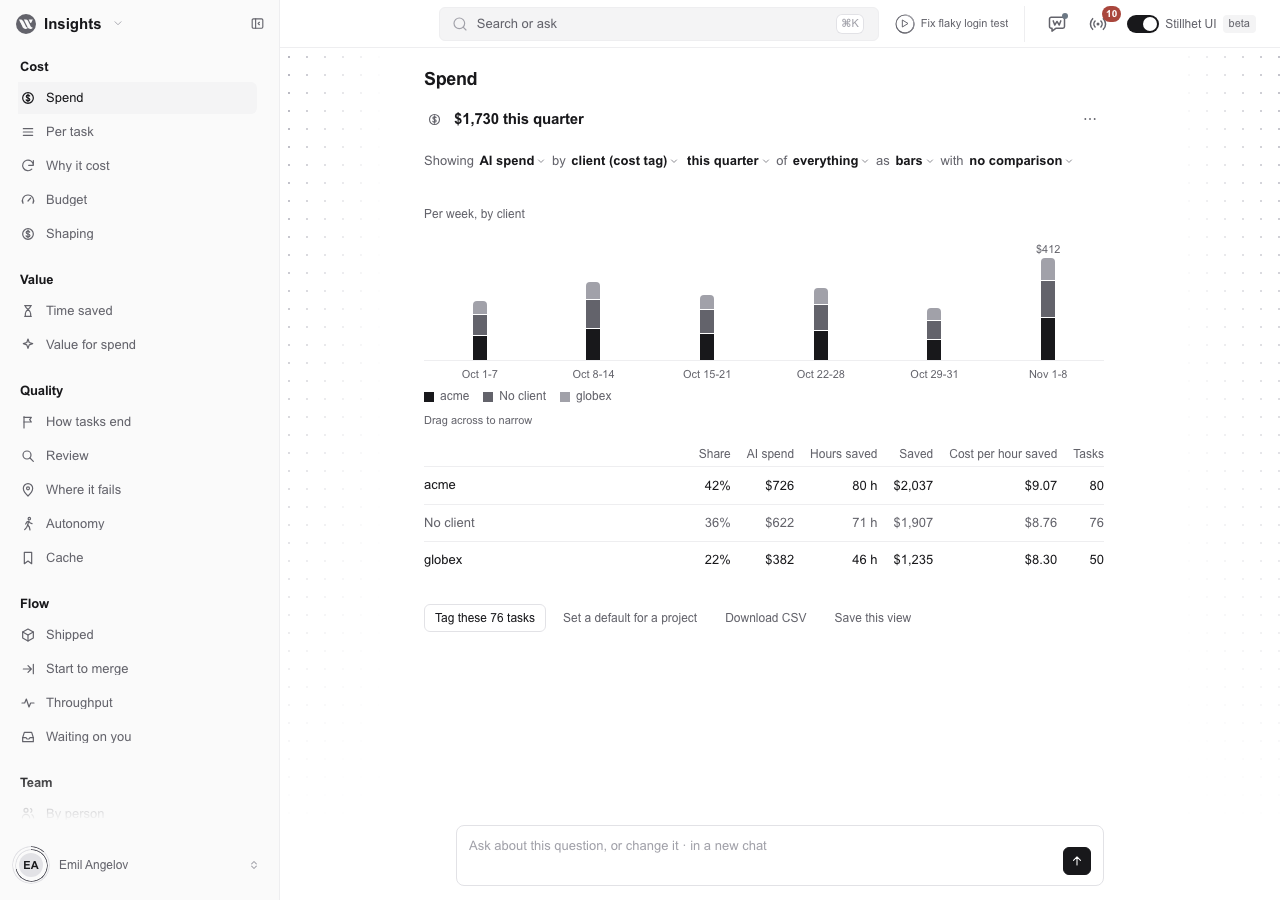 Insights
Cost
Spend
Per task
Why it cost
Budget
Shaping
Value
Time saved
Value for spend
Quality
How tasks end
Review
Where it fails
Autonomy
Cache
Flow
Shipped
Start to merge
Throughput
Waiting on you
Team
By person
EA Emil Angelov
Search or ask ⌘K
Fix flaky login test
10
Stillhet UI beta
Spend
$1,730 this quarter
Showing AI spend by client (cost tag) this quarter of everything as bars with no comparison
Per week, by client
$412
Oct 1-7 Oct 8-14 Oct 15-21 Oct 22-28 Oct 29-31 Nov 1-8
acme No client globex
Drag across to narrow
Share AI spend Hours saved Saved Cost per hour saved Tasks
acme 42% $726 80 h $2,037 $9.07 80
No client 36% $622 71 h $1,907 $8.76 76
globex 22% $382 46 h $1,235 $8.30 50
Tag these 76 tasks Set a default for a project Download CSV Save this view
Ask about this question, or change it · in a new chat